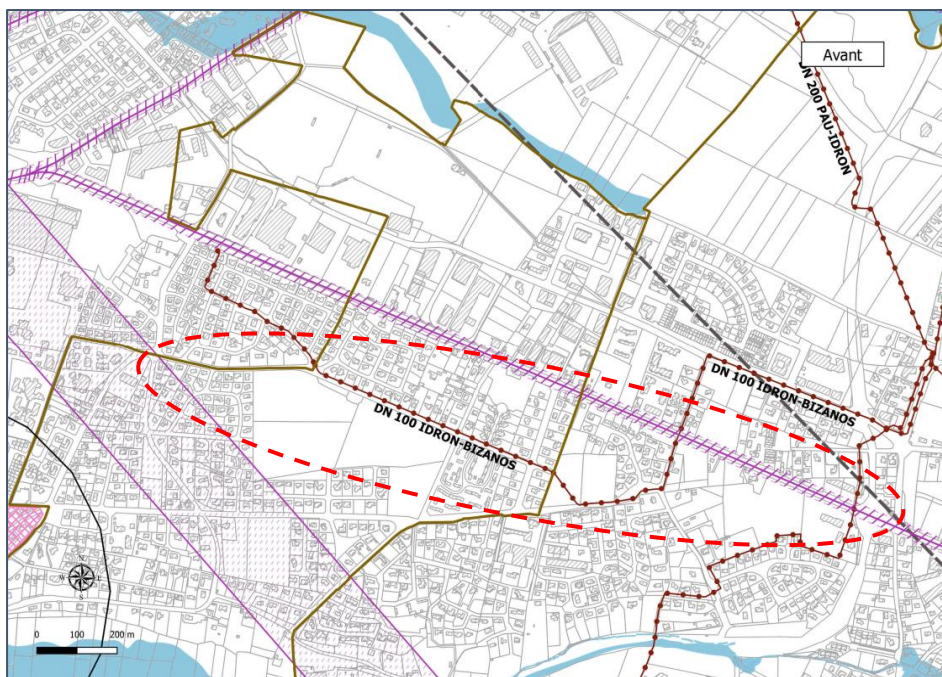 Avant
DN 200 PAU-IDRON
DN 100 IDRON-BIZANOS
DN 100 IDRON-BIZANOS
N
W E
S
0 100 200 m